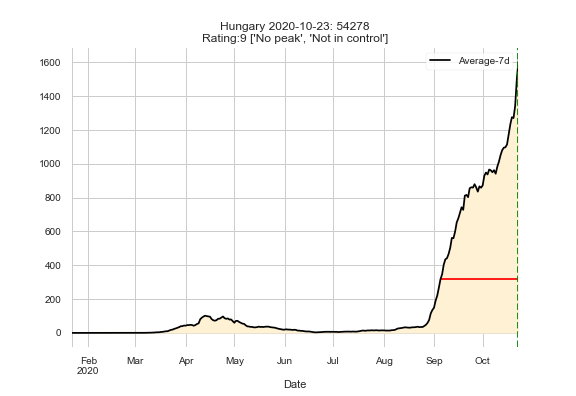 Hungary 2020-10-23: 54278
Rating:9 ['No peak', 'Not in control']
Average-7d
1600
1400
1200
1000
800
600
400
200
0
Feb Mar Apr May Jun Jul Aug Sep Oct
2020
Date